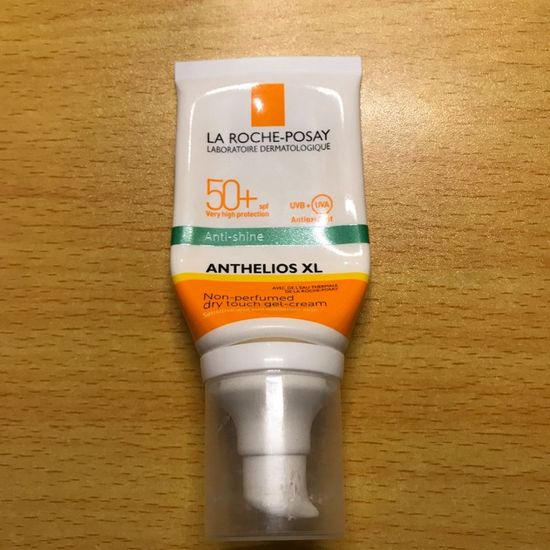 LA ROCHE-POSAY
LABORATOIRE DERMATOLOGIQUE
50+ spf
Very high protection
UVB + UVA
Antioxidant
Anti-shine
ANTHELIOS XL
AVEC DE L'EAU THERMALE
DE LA ROCHE-POSAY
Non-perfumed
dry touch gel-cream